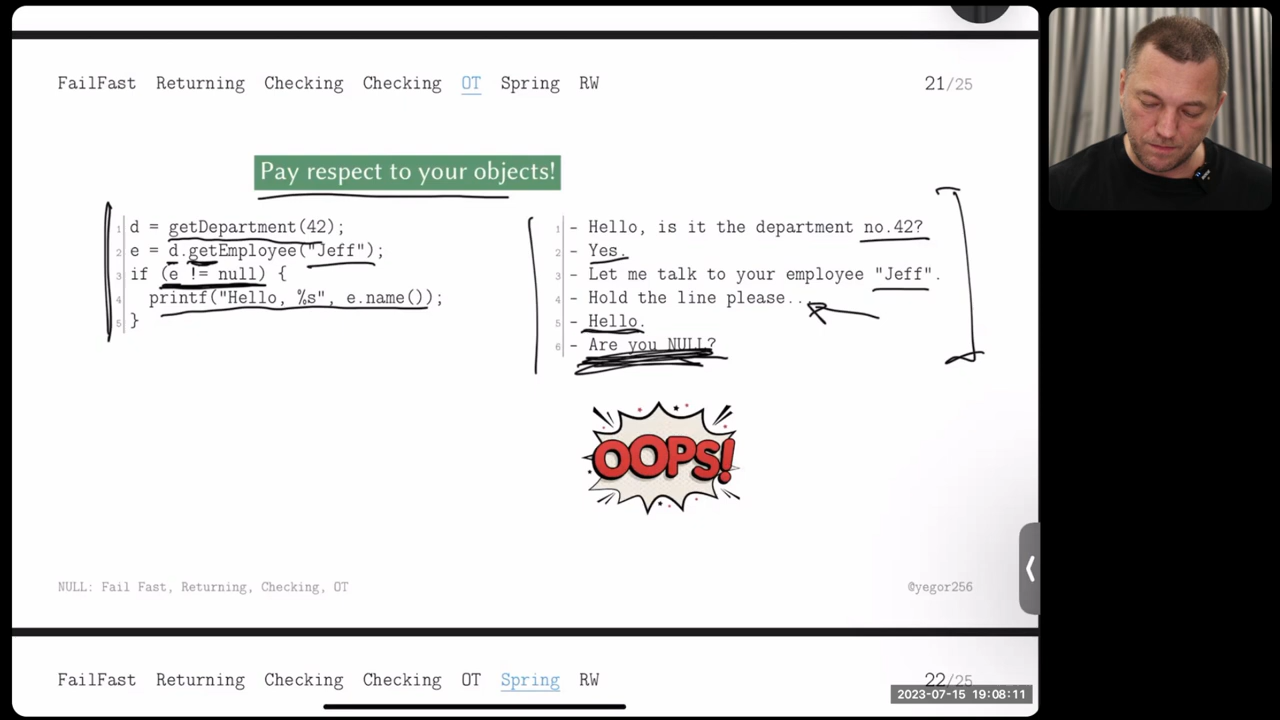 FailFast Returning Checking Checking OT Spring RW 21/25
Pay respect to your objects!
1 d = getDepartment(42);
2 e = d.getEmployee("Jeff");
3 if (e != null) {
4 printf("Hello, %s", e.name());
5 }
1 - Hello, is it the department no.42?
2 - Yes.
3 - Let me talk to your employee "Jeff".
4 - Hold the line please...
5 - Hello.
6 - Are you NULL?
OOPS!
NULL: Fail Fast, Returning, Checking, OT @yegor256
FailFast Returning Checking Checking OT Spring RW 22/25
2023-07-15 19:08:11